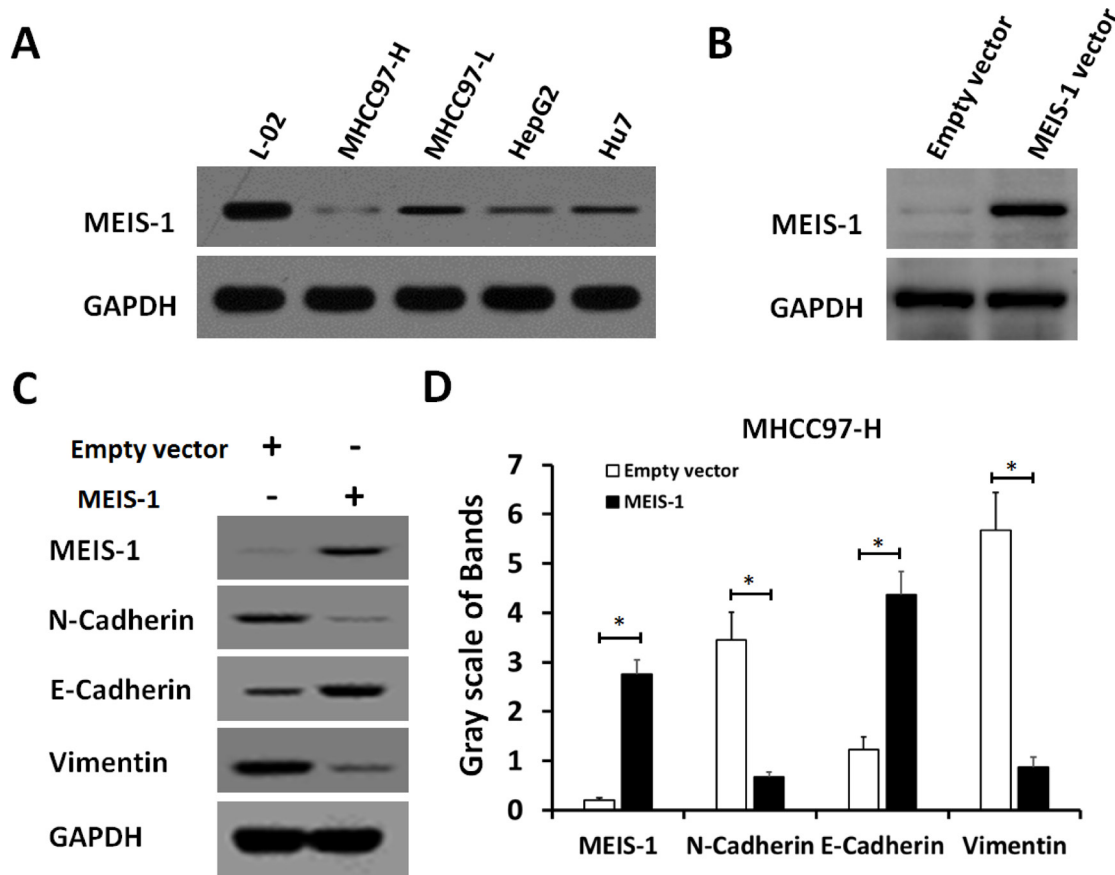 A
L-02
MHCC97-H
MHCC97-L
HepG2
Hu7
MEIS-1
GAPDH
B
Empty vector
MEIS-1 vector
MEIS-1
GAPDH
C
Empty vector + -
MEIS-1 - +
MEIS-1
N-Cadherin
E-Cadherin
Vimentin
GAPDH
D
MHCC97-H
Gray scale of Bands
7
6
5
4
3
2
1
0
Empty vector
MEIS-1
*
*
*
*
MEIS-1 N-Cadherin E-Cadherin Vimentin